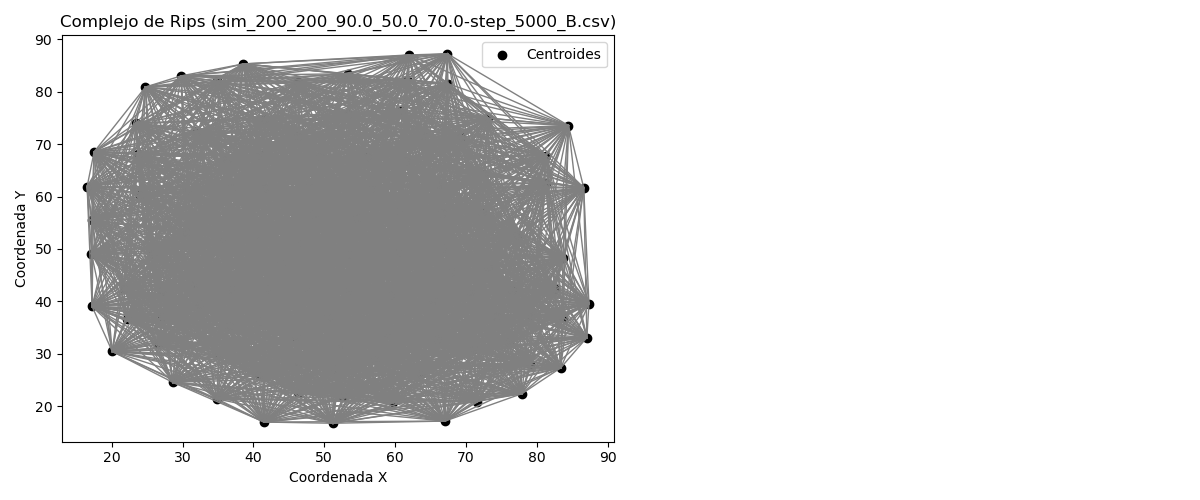 Complejo de Rips (sim_200_200_90.0_50.0_70.0-step_5000_B.csv)
Centroides
Coordenada Y
90
80
70
60
50
40
30
20
20 30 40 50 60 70 80 90
Coordenada X